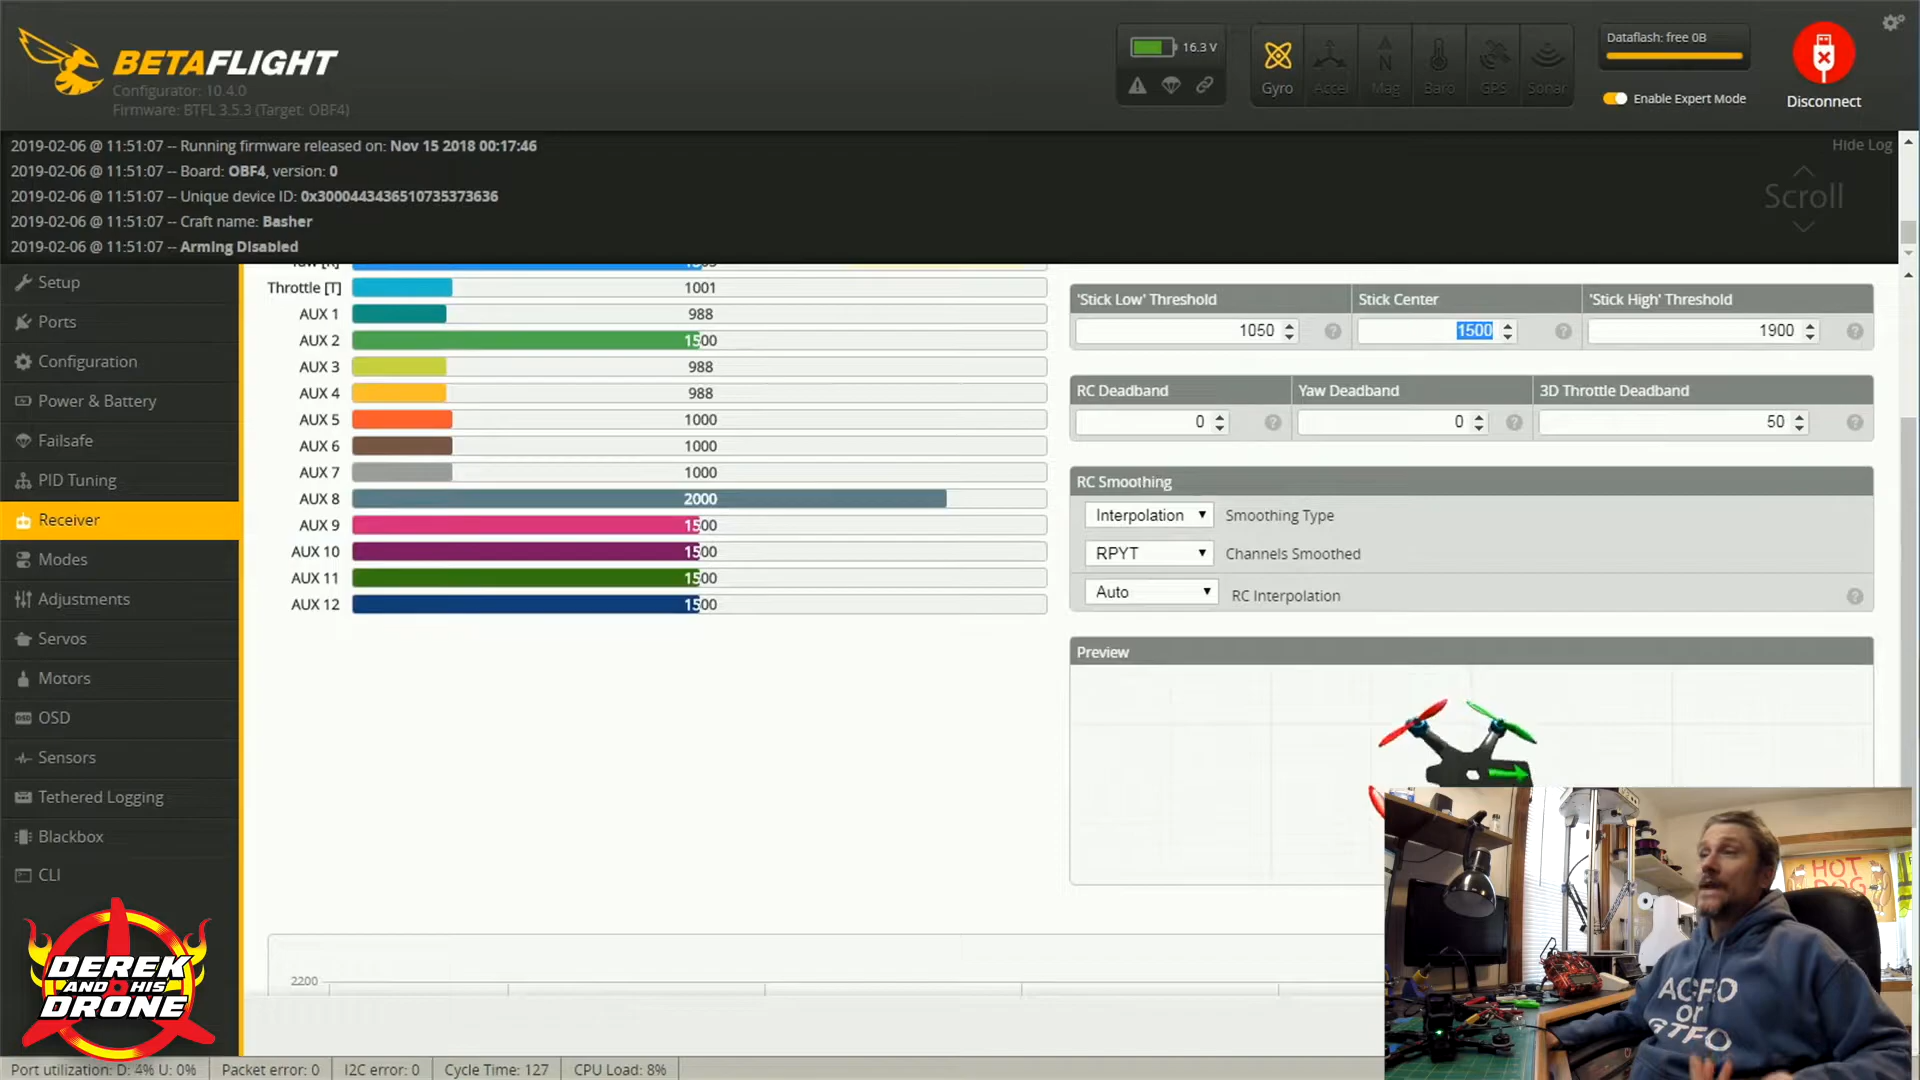 BETAFLIGHT
Configurator: 10.4.0
Firmware: BTFL 3.5.3 (Target: OBF4)
16.3 V
Gyro
Accel
Mag
Baro
GPS
Sonar
Dataflash: free 0B
Enable Expert Mode
Disconnect
2019-02-06 @ 11:51:07 -- Running firmware released on: Nov 15 2018 00:17:46
2019-02-06 @ 11:51:07 -- Board: OBF4, version: 0
2019-02-06 @ 11:51:07 -- Unique device ID: 0x3000443436510735373636
2019-02-06 @ 11:51:07 -- Craft name: Basher
2019-02-06 @ 11:51:07 -- Arming Disabled
Hide Log
Scroll
Setup
Ports
Configuration
Power & Battery
Failsafe
PID Tuning
Receiver
Modes
Adjustments
Servos
Motors
OSD
Sensors
Tethered Logging
Blackbox
CLI
Throttle [T] 1001
AUX 1 988
AUX 2 1500
AUX 3 988
AUX 4 988
AUX 5 1000
AUX 6 1000
AUX 7 1000
AUX 8 2000
AUX 9 1500
AUX 10 1500
AUX 11 1500
AUX 12 1500
'Stick Low' Threshold
1050
Stick Center
1500
'Stick High' Threshold
1900
RC Deadband
0
Yaw Deadband
0
3D Throttle Deadband
50
RC Smoothing
Interpolation Smoothing Type
RPYT Channels Smoothed
Auto RC Interpolation
Preview
2200
DEREK
AND HIS
DRONE
HOT
ACRO
or
GTFO
Port utilization: D: 4% U: 0%
Packet error: 0
I2C error: 0
Cycle Time: 127
CPU Load: 8%